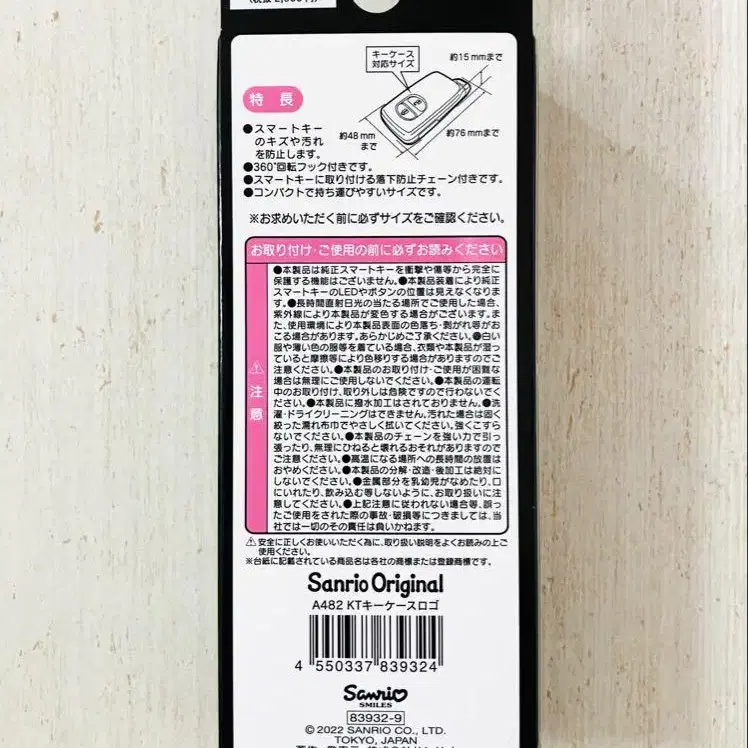 キーケース
対応サイズ
約15mmまで
約48mm
まで
約76mmまで
特長
●スマートキー
のキズや汚れ
を防止します。
●360°回転フック付きです。
●スマートキーに取り付ける落下防止チェーン付きです。
●コンパクトで持ち運びやすいサイズです。
※お求めいただく前に必ずサイズをご確認ください。
お取り付け・ご使用の前に必ずお読みください
⚠注意
●本製品は純正スマートキーを衝撃や傷等から完全に
保護する機能はございません。●本製品装着により純正
スマートキーのLEDやボタンの位置は見えなくなりま
す。●長時間直射日光の当たる場所でご使用した場合、
紫外線により本製品が変色する場合がございます。ま
た、使用環境により本製品表面の色落ち・剥がれ等がお
こる場合があります。あらかじめご了承ください。●白い
服や薄い色の服等を着ている場合、衣類や本製品が湿っ
ていると摩擦等により色移りする場合がありますのでご
注意ください。●本製品のお取り付け・ご使用が困難な
場合は無理にご使用しないでください。●本製品の運転
中のお取り付け、取り外しは危険ですので行わないでく
ださい。●本製品に撥水加工はされておりません。●洗
濯・ドライクリーニングはできません。汚れた場合は固く
絞った濡れ布巾でやさしく拭いてください。強くこすら
ないでください。●本製品のチェーンを強い力で引っ
張ったり、無理にひねると壊れるおそれがありますので
ご注意ください。●高温になる場所への長時間の放置は
おやめください。●本製品の分解・改造・後加工は絶対に
しないでください。●金属部分を乳幼児がなめたり、口
にいれたり、飲み込む等しないように、お取り扱いに注
意してください。●上記注意に従われない場合等、誤っ
たご使用をされた際の事故・破損等につきましては、当
社では一切のその責任は負いかねます。
⚠安全に正しくお使いいただく為に、取り扱い説明をよくお読みの上ご
使用ください。
※台紙に記載されている商品名は各社の商標または登録商標です。
Sanrio Original
A482 KTキーケースロゴ
4 550337 839324
Sanrio
SMILES
83932-9
© 2022 SANRIO CO., LTD.
TOKYO, JAPAN